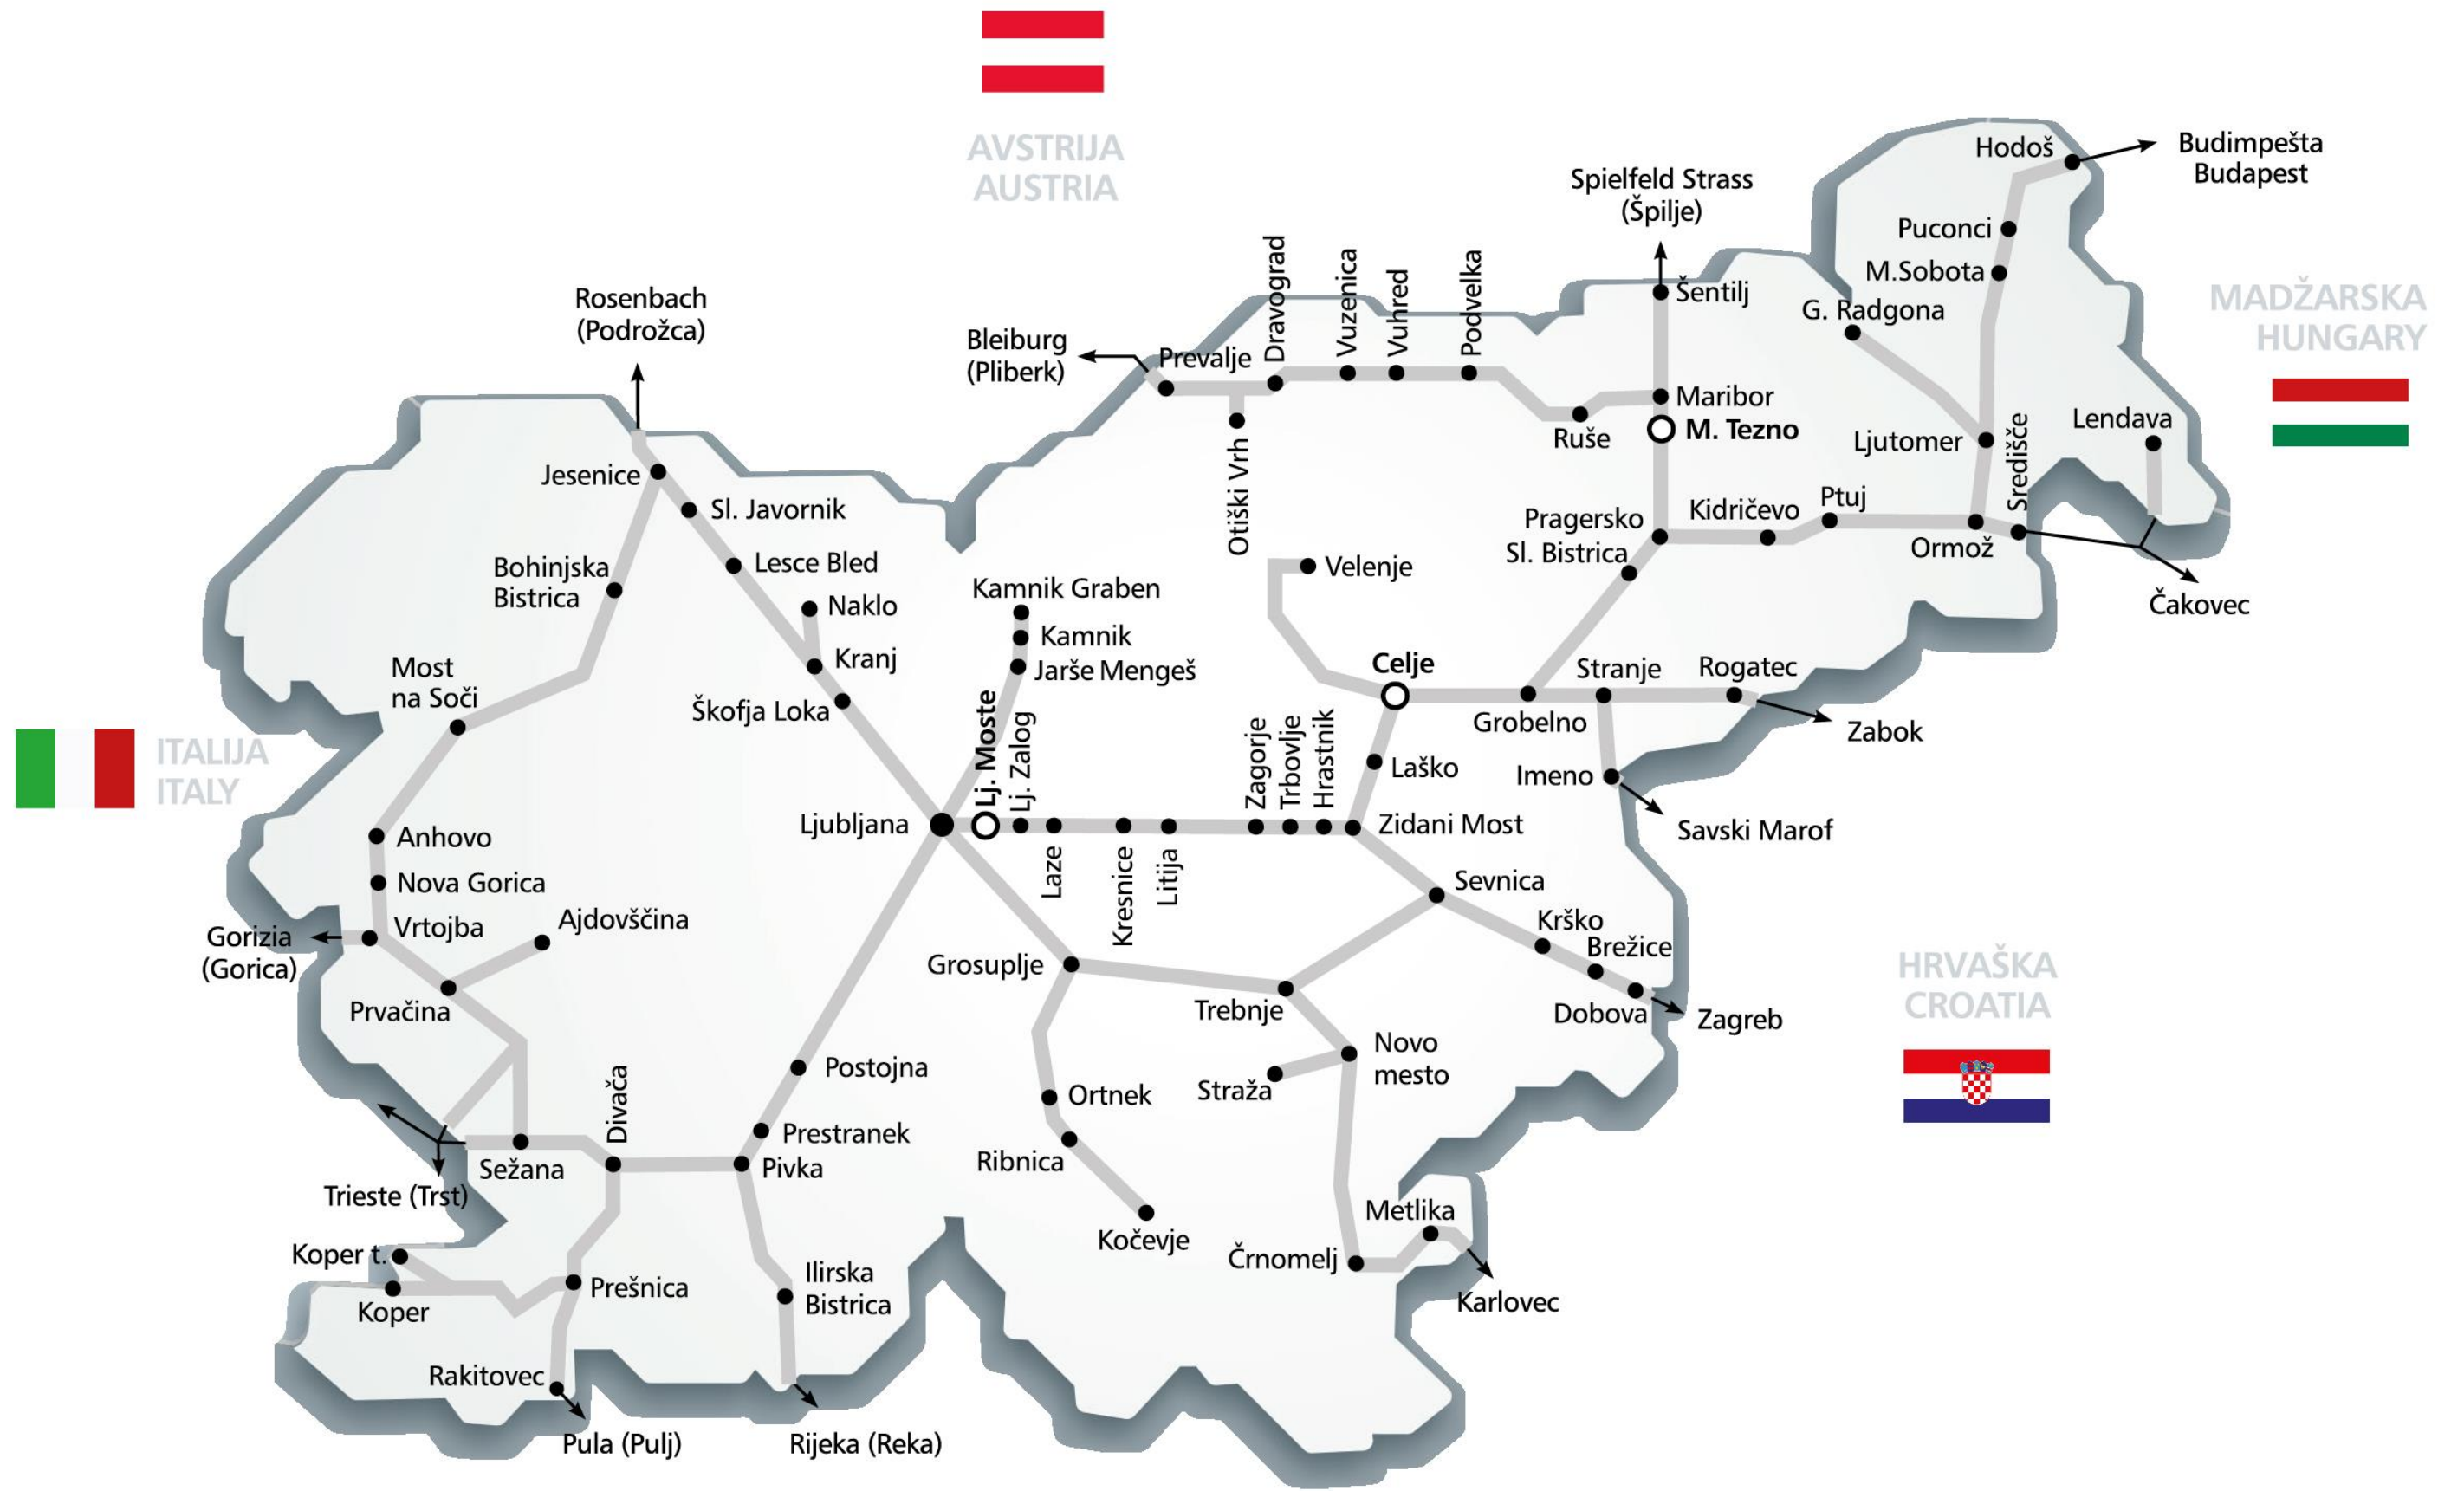 AVSTRIJA
AUSTRIA
Hodoš
Budimpešta
Budapest
Spielfeld Strass
(Špilje)
Puconci
M.Sobota
G. Radgona
Šentilj
MADŽARSKA
HUNGARY
Rosenbach
(Podrožca)
Bleiburg
(Pliberk)
Prevalje
Dravograd
Vuzenica
Vuhred
Podvelka
Maribor
M. Tezno
Ruše
Otiški Vrh
Ljutomer
Središče
Lendava
Jesenice
Sl. Javornik
Ptuj
Kidričevo
Pragersko
Sl. Bistrica
Ormož
Čakovec
Bohinjska
Bistrica
Lesce Bled
Naklo
Kranj
Škofja Loka
Kamnik Graben
Kamnik
Jarše Mengeš
Velenje
Celje
Stranje
Rogatec
Grobelno
Zabok
Most
na Soči
ITALIJA
ITALY
Lj. Moste
Lj. Zalog
Zagorje
Trbovlje
Hrastnik
Laško
Imeno
Savski Marof
Ljubljana
Zidani Most
Anhovo
Nova Gorica
Vrtojba
Ajdovščina
Laze
Kresnice
Litija
Sevnica
Krško
Brežice
Dobova
Zagreb
Gorizia
(Gorica)
Prvačina
Grosuplje
Trebnje
HRVAŠKA
CROATIA
Novo
mesto
Straža
Postojna
Ortnek
Divača
Prestranek
Pivka
Ribnica
Sežana
Trieste (Trst)
Kočevje
Metlika
Črnomelj
Karlovec
Koper t.
Koper
Prešnica
Ilirska
Bistrica
Rakitovec
Pula (Pulj)
Rijeka (Reka)